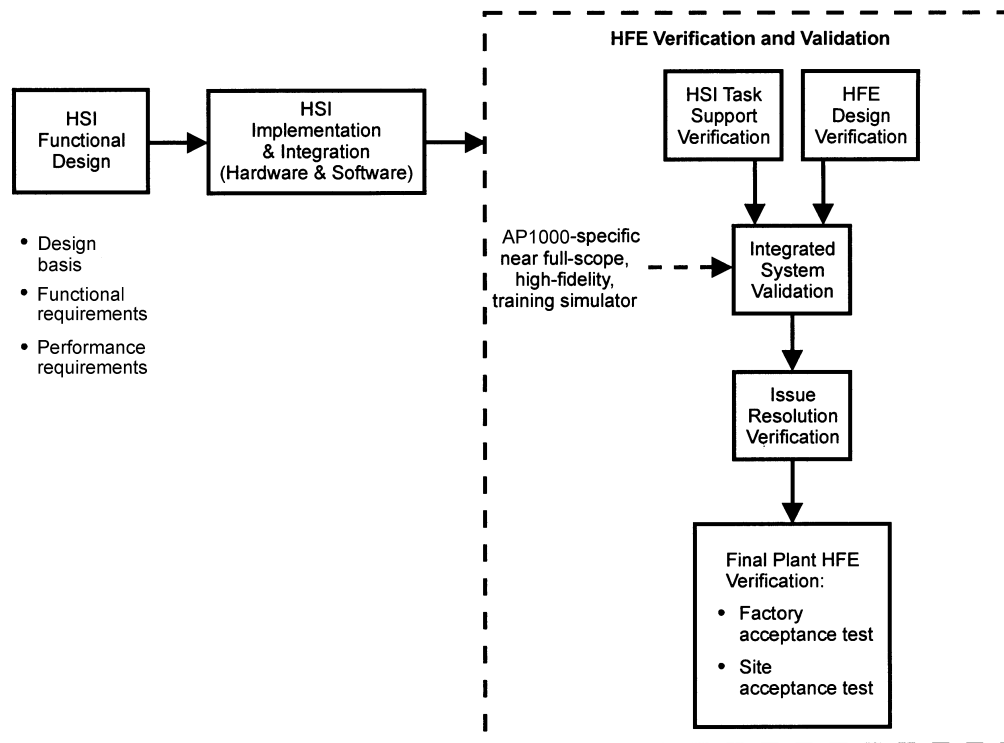 HFE Verification and Validation
HSI
Functional
Design
HSI
Implementation
& Integration
(Hardware & Software)
• Design
basis
• Functional
requirements
• Performance
requirements
HSI Task
Support
Verification
HFE
Design
Verification
AP1000-specific
near full-scope,
high-fidelity,
training simulator
Integrated
System
Validation
Issue
Resolution
Verification
Final Plant HFE
Verification:
• Factory
acceptance test
• Site
acceptance test